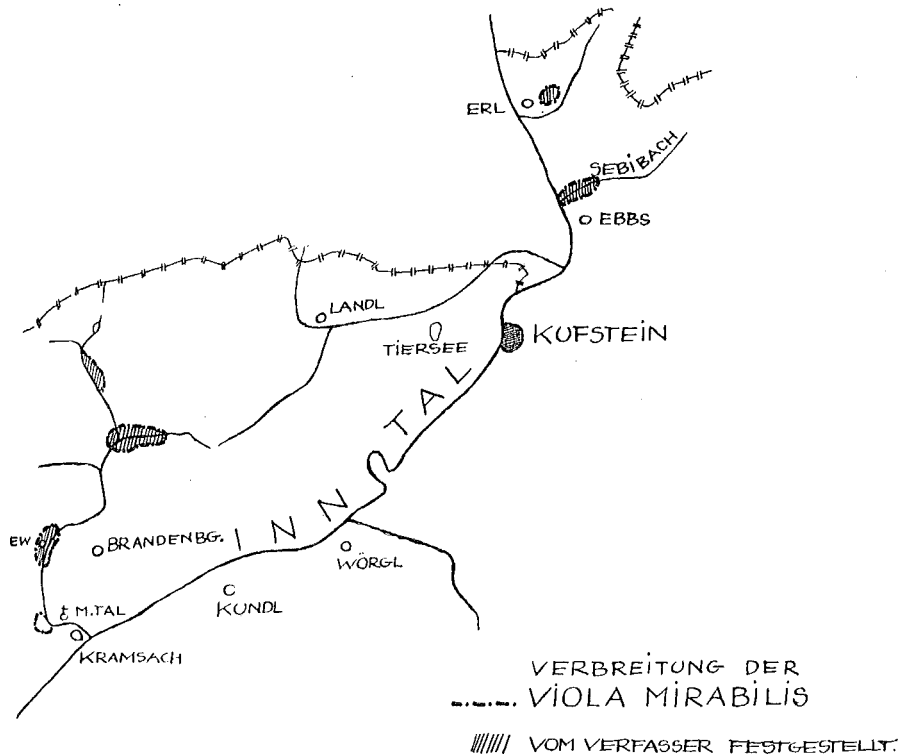 ERL
SEBIBACH
EBBS
LANDL
TIERSEE
KUFSTEIN
INNTAL
EW
BRANDENBG.
WÖRGL
M.TAL
KUNDL
KRAMSACH
VERBREITUNG DER
VIOLA MIRABILIS
VOM VERFASSER FESTGESTELLT.